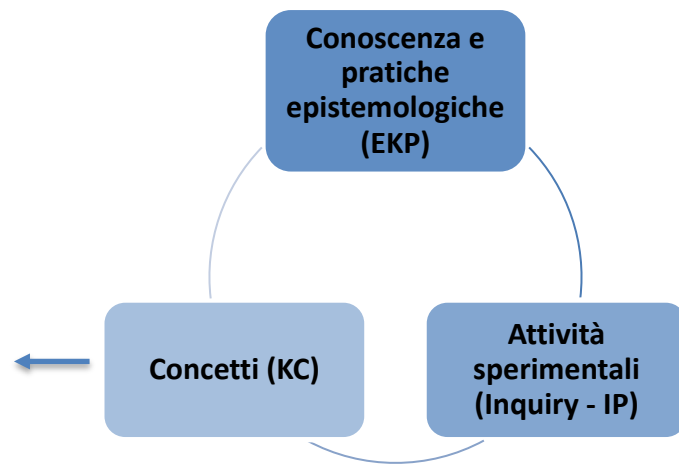 Conoscenza e
pratiche
epistemologiche
(EKP)
Concetti (KC)
Attività
sperimentali
(Inquiry - IP)